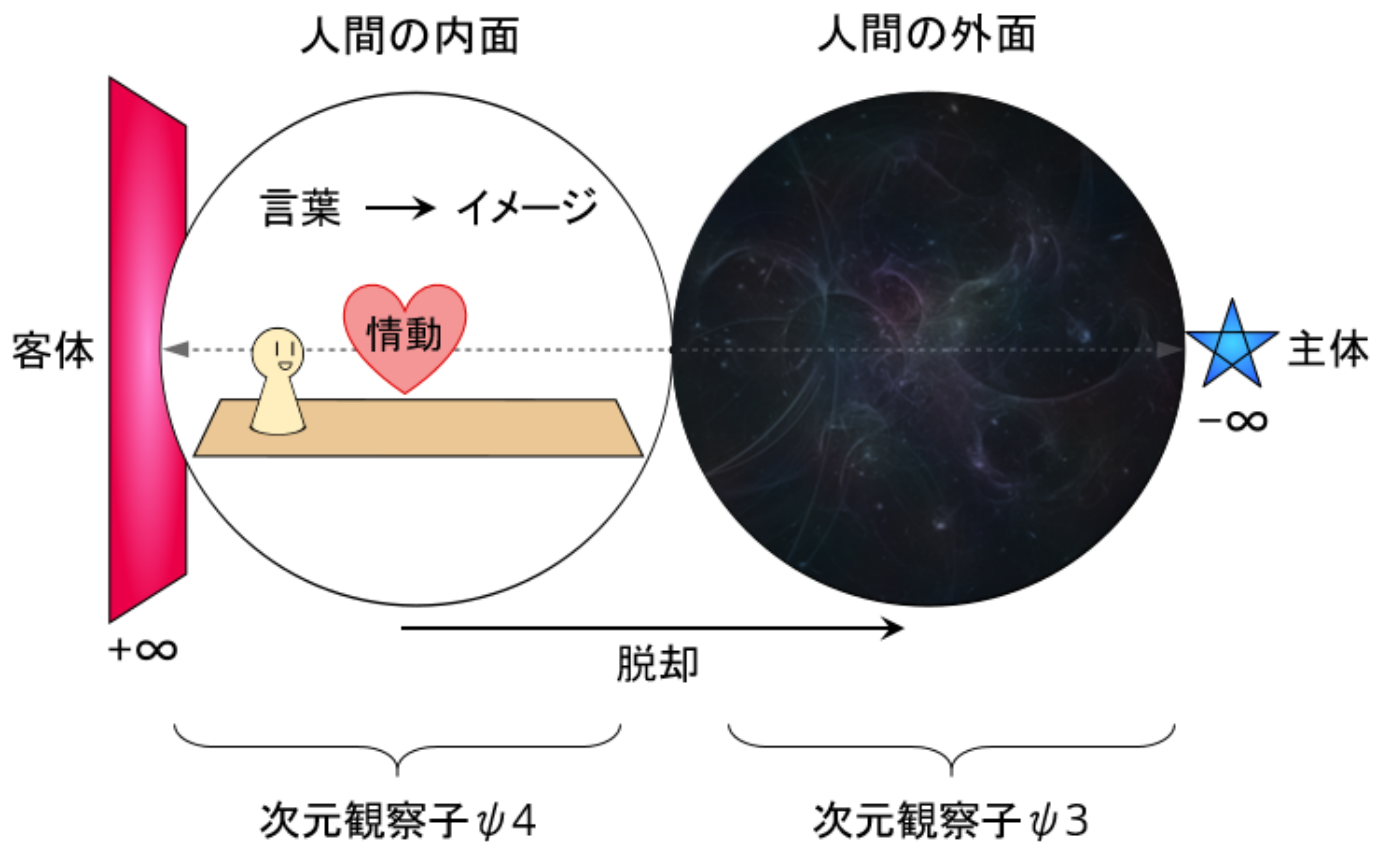 人間の内面
人間の外面
言葉 → イメージ
情動
客体
主体
−∞
+∞
脱却
次元観察子ψ4
次元観察子ψ3